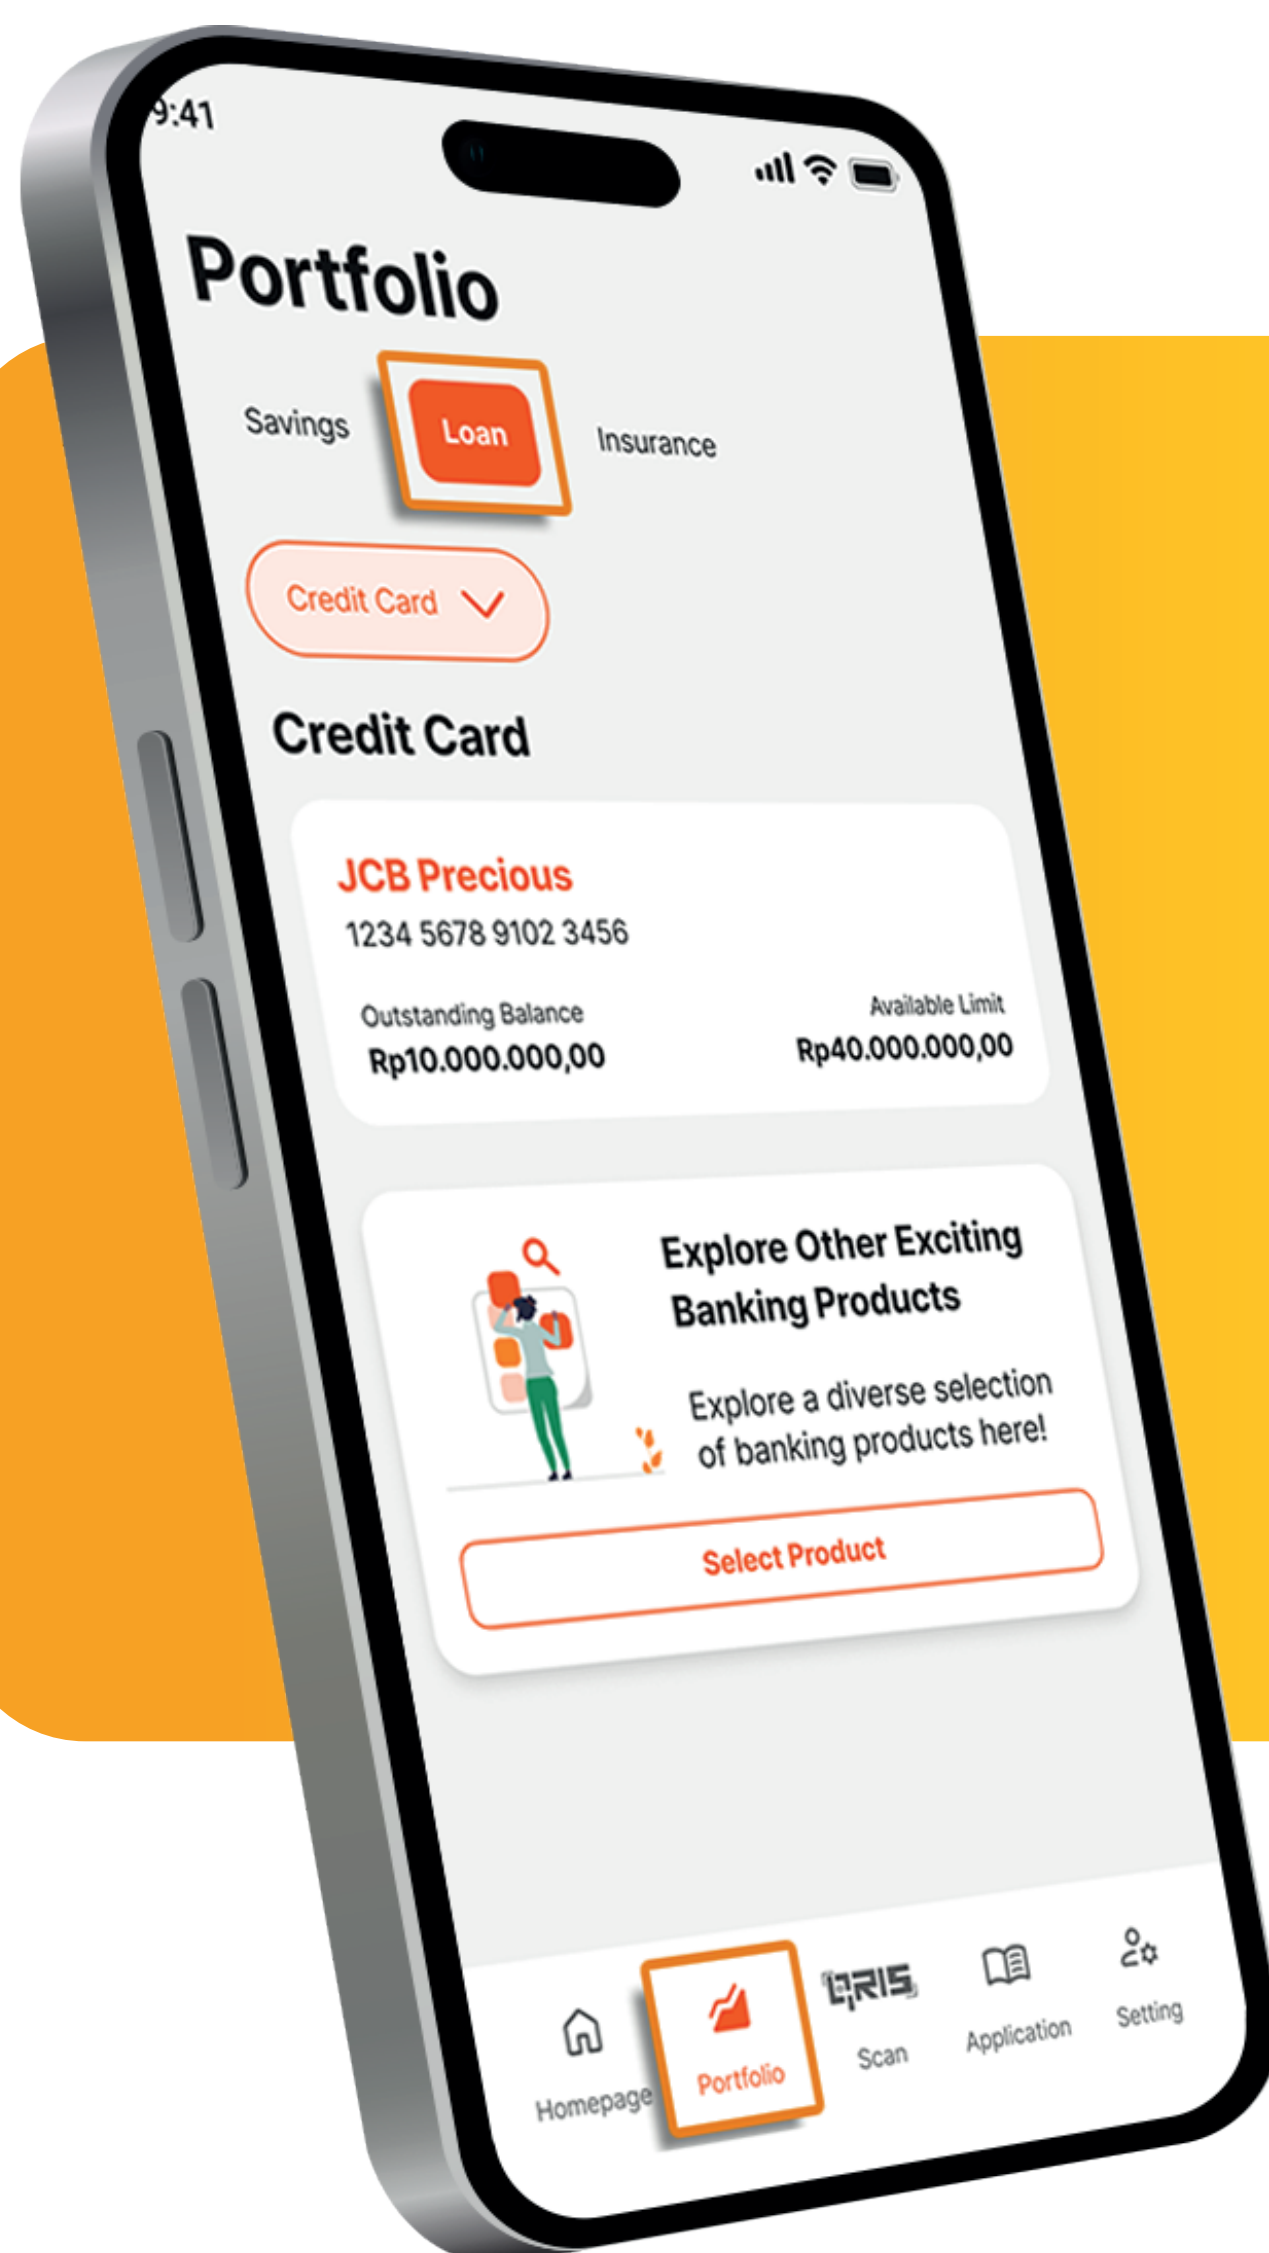 9:41
Portfolio
Savings
Loan
Insurance
Credit Card
Credit Card
JCB Precious
1234 5678 9102 3456
Outstanding Balance
Available Limit
Rp10.000.000,00
Rp40.000.000,00
Explore Other Exciting
Banking Products
Explore a diverse selection
of banking products here!
Select Product
QRIS
Homepage
Portfolio
Scan
Application
Setting